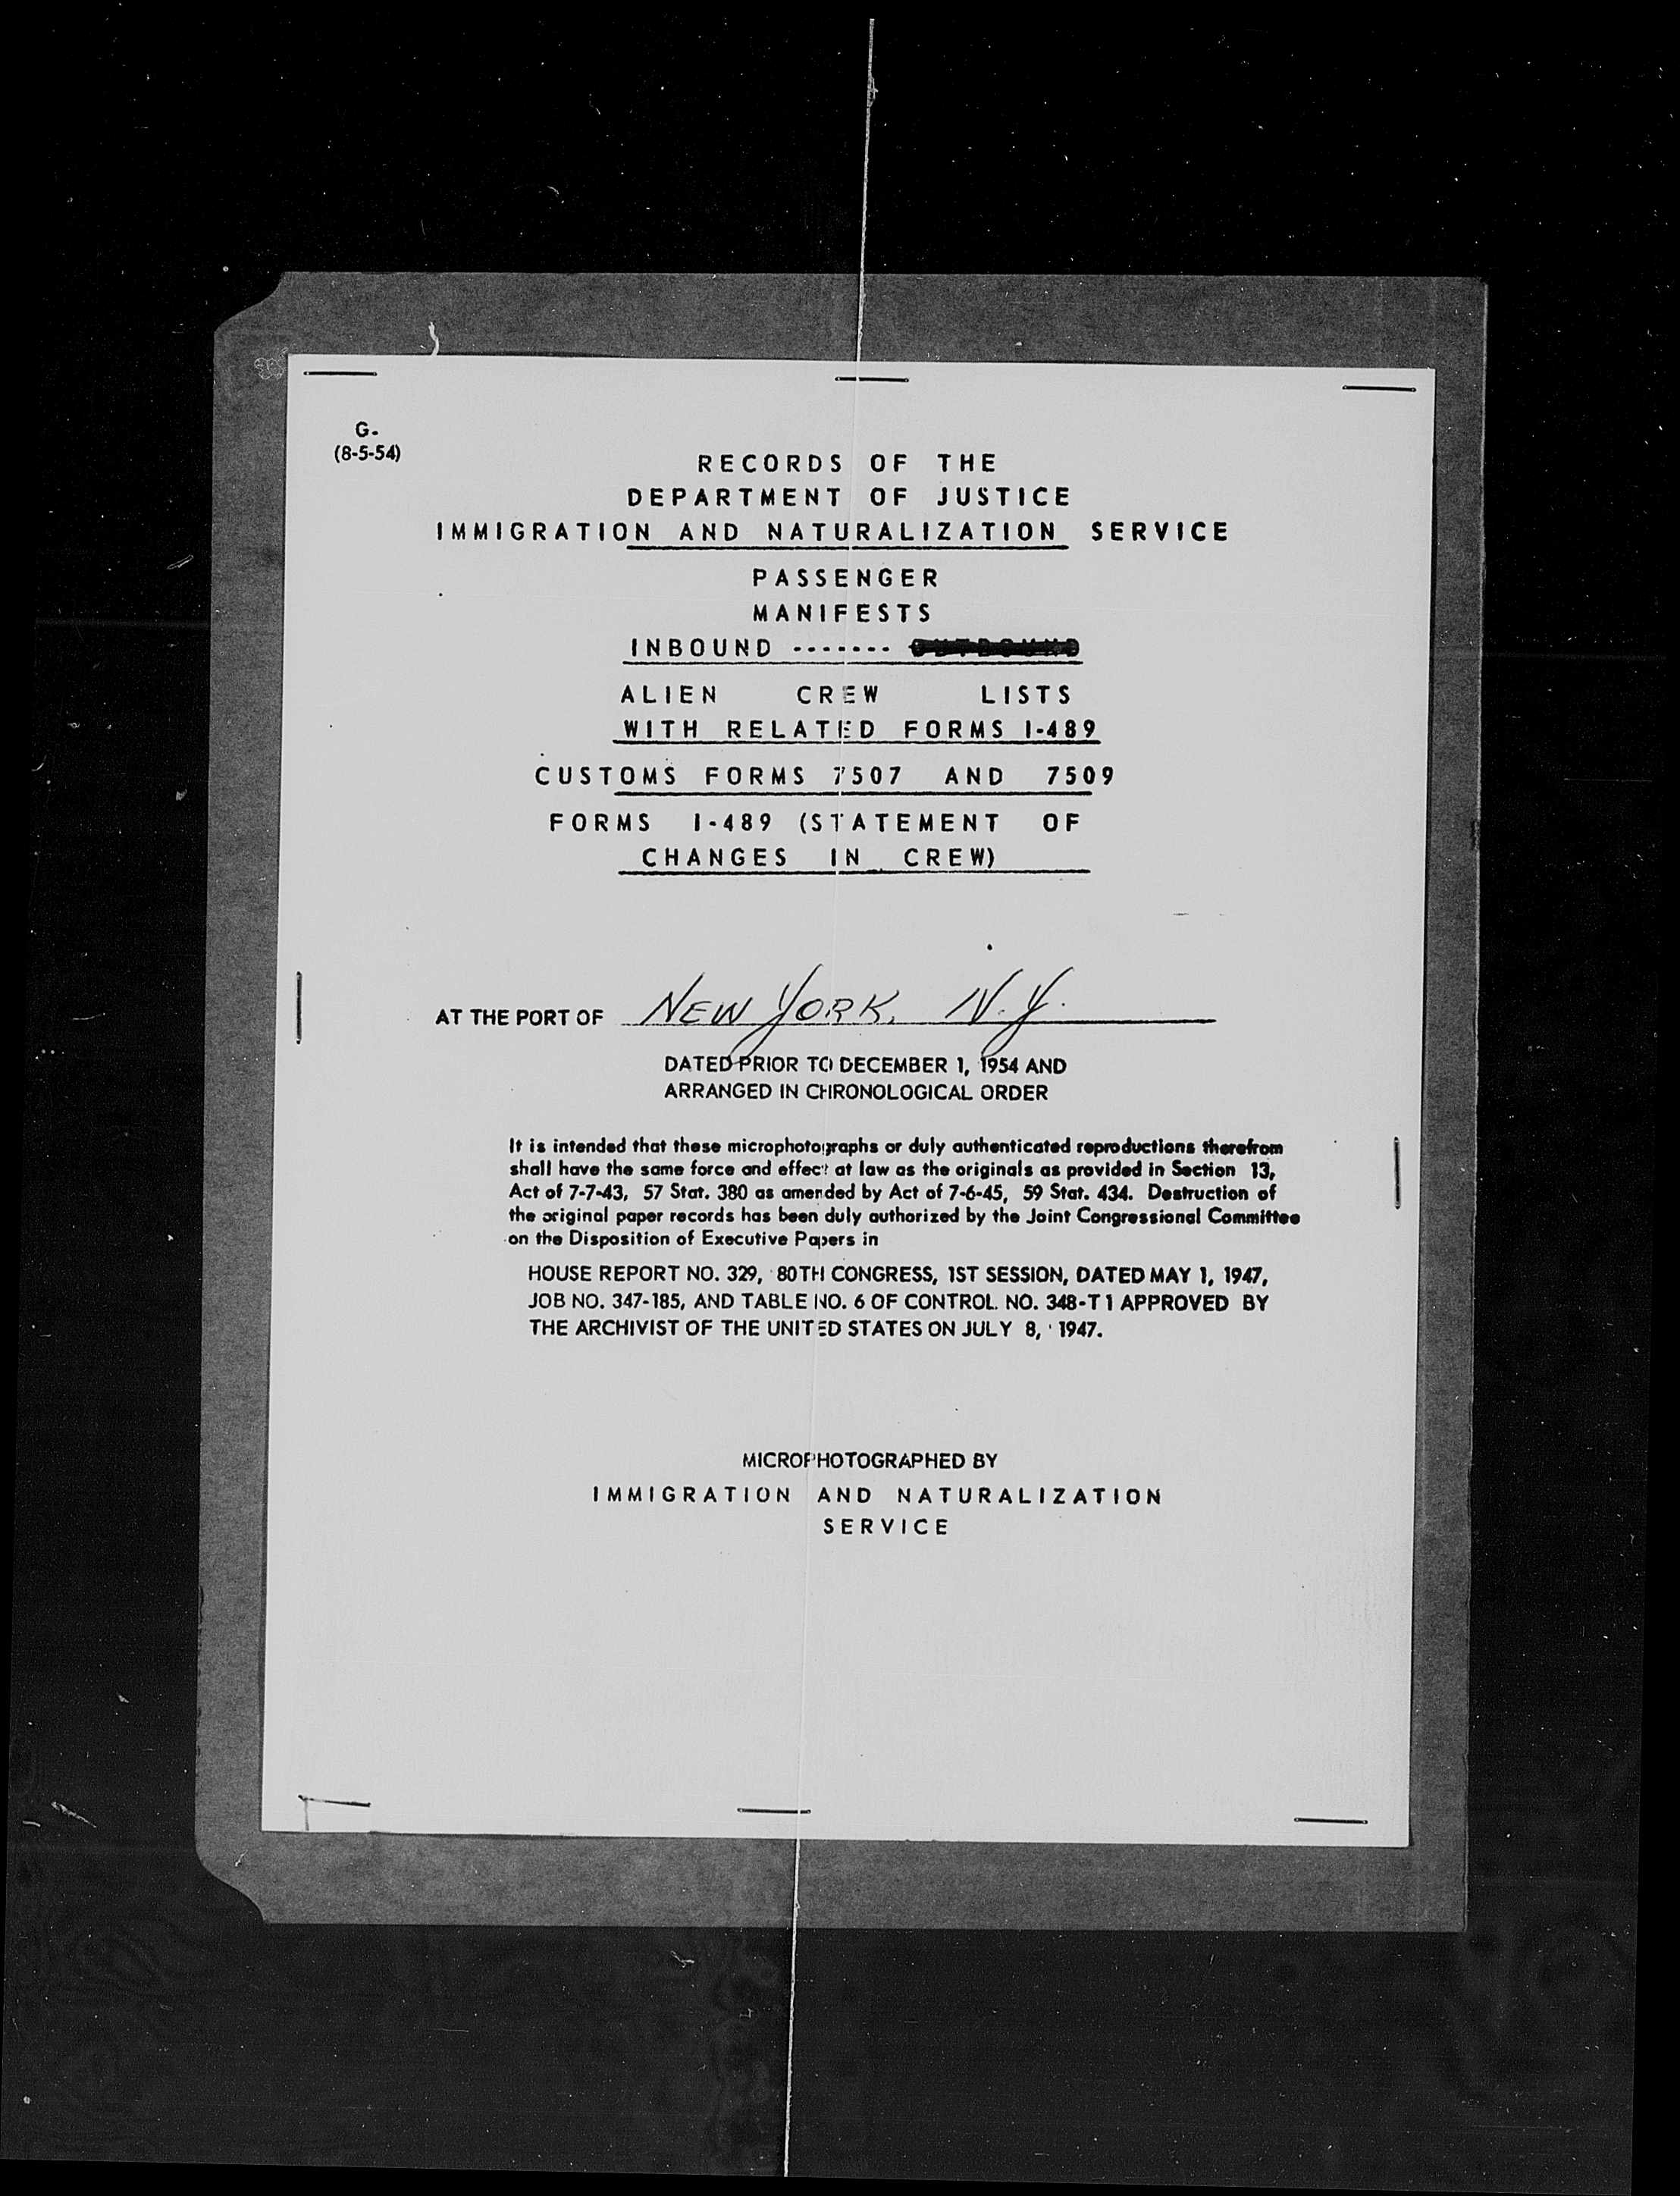 G-
(8-5-54)
RECORDS OF THE
DEPARTMENT OF JUSTICE
IMMIGRATION AND NATURALIZATION SERVICE
PASSENGER
MANIFESTS
INBOUND ------- OUTBOUND
ALIEN CREW LISTS
WITH RELATED FORMS I-489
CUSTOMS FORMS 7507 AND 7509
FORMS I-489 (STATEMENT OF
CHANGES IN CREW)
AT THE PORT OF NEW YORK, N.Y.
DATED PRIOR TO DECEMBER 1, 1954 AND
ARRANGED IN CHRONOLOGICAL ORDER
It is intended that these microphotographs or duly authenticated reproductions therefrom
shall have the same force and effect at law as the originals as provided in Section 13,
Act of 7-7-43, 57 Stat. 380 as amended by Act of 7-6-45, 59 Stat. 434. Destruction of
the original paper records has been duly authorized by the Joint Congressional Committee
on the Disposition of Executive Papers in
HOUSE REPORT NO. 329, 80TH CONGRESS, 1ST SESSION, DATED MAY 1, 1947,
JOB NO. 347-185, AND TABLE NO. 6 OF CONTROL NO. 348-T1 APPROVED BY
THE ARCHIVIST OF THE UNITED STATES ON JULY 8, 1947.
MICROPHOTOGRAPHED BY
IMMIGRATION AND NATURALIZATION
SERVICE